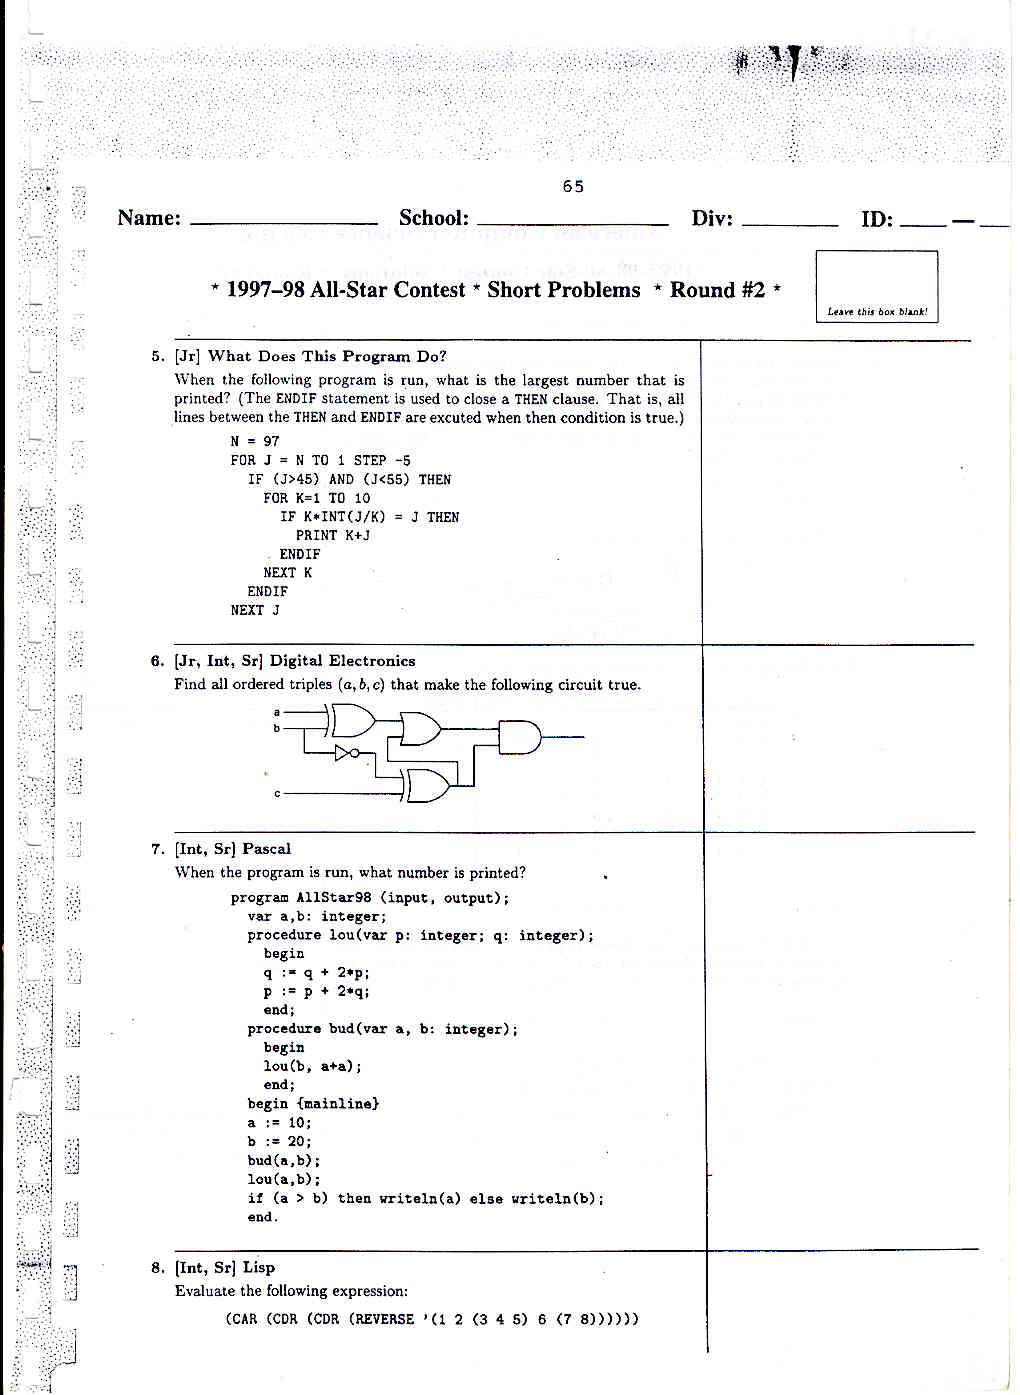 65
Name: School: Div: ID: —
* 1997–98 All-Star Contest * Short Problems * Round #2 *
Leave this box blank!
5. [Jr] What Does This Program Do?
When the following program is run, what is the largest number that is
printed? (The ENDIF statement is used to close a THEN clause. That is, all
lines between the THEN and ENDIF are excuted when then condition is true.)
N = 97
FOR J = N TO 1 STEP -5
IF (J>45) AND (J<55) THEN
FOR K=1 TO 10
IF K*INT(J/K) = J THEN
PRINT K+J
ENDIF
NEXT K
ENDIF
NEXT J
6. [Jr, Int, Sr] Digital Electronics
Find all ordered triples (a, b, c) that make the following circuit true.
a
b
c
7. [Int, Sr] Pascal
When the program is run, what number is printed?
program AllStar98 (input, output);
var a,b: integer;
procedure lou(var p: integer; q: integer);
begin
q := q + 2*p;
p := p + 2*q;
end;
procedure bud(var a, b: integer);
begin
lou(b, a+a);
end;
begin {mainline}
a := 10;
b := 20;
bud(a,b);
lou(a,b);
if (a > b) then writeln(a) else writeln(b);
end.
8. [Int, Sr] Lisp
Evaluate the following expression:
(CAR (CDR (CDR (REVERSE '(1 2 (3 4 5) 6 (7 8))))))